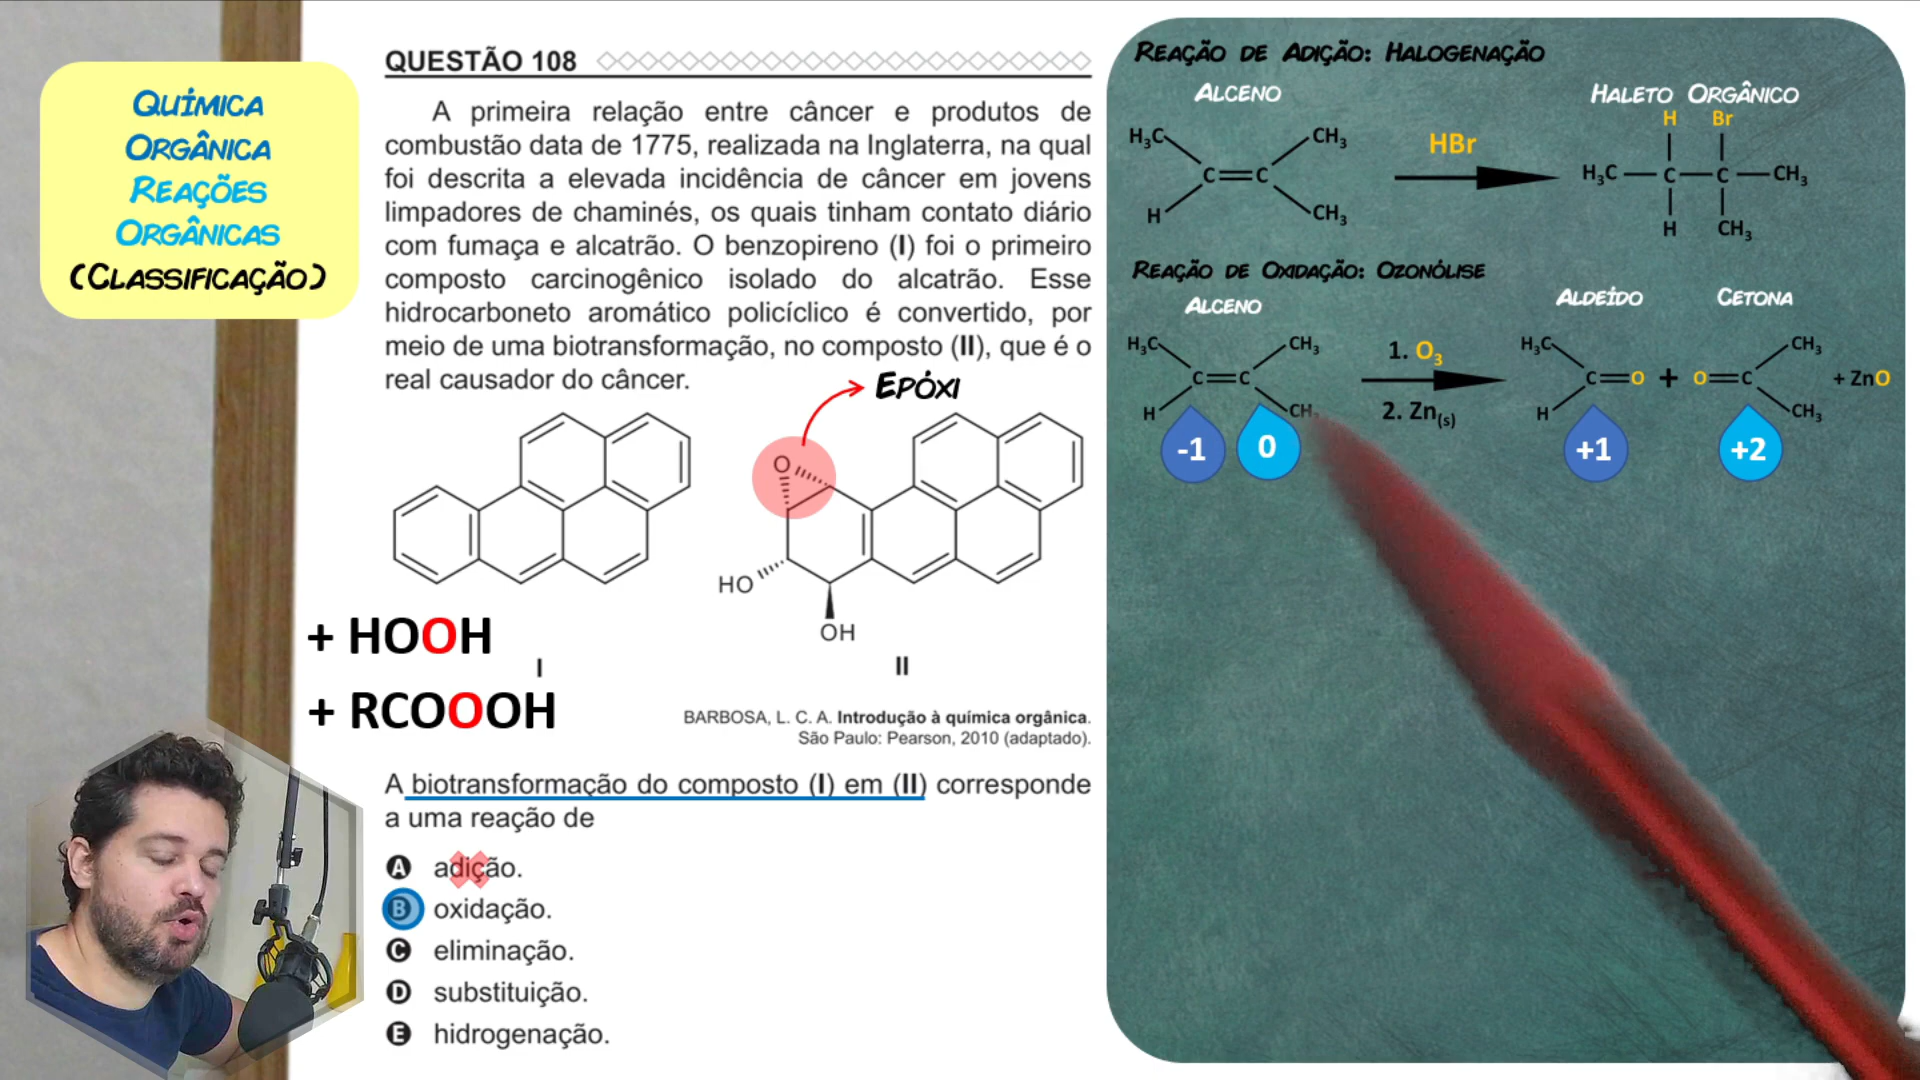 QUÍMICA
ORGÂNICA
REAÇÕES
ORGÂNICAS
(CLASSIFICAÇÃO)
QUESTÃO 108
A primeira relação entre câncer e produtos de
combustão data de 1775, realizada na Inglaterra, na qual
foi descrita a elevada incidência de câncer em jovens
limpadores de chaminés, os quais tinham contato diário
com fumaça e alcatrão. O benzopireno (I) foi o primeiro
composto carcinogênico isolado do alcatrão. Esse
hidrocarboneto aromático policíclico é convertido, por
meio de uma biotransformação, no composto (II), que é o
real causador do câncer.
EPÓXI
O
HO
OH
+ HOOH
I
II
+ RCOOOH
BARBOSA, L. C. A. Introdução à química orgânica.
São Paulo: Pearson, 2010 (adaptado).
A biotransformação do composto (I) em (II) corresponde
a uma reação de
A adição.
B oxidação.
C eliminação.
D substituição.
E hidrogenação.
REAÇÃO DE ADIÇÃO: HALOGENAÇÃO
ALCENO
HALETO ORGÂNICO
H Br
H₃C CH₃ HBr
C=C H₃C—C—C—CH₃
H CH₃ H CH₃
REAÇÃO DE OXIDAÇÃO: OZONÓLISE
ALCENO
ALDEÍDO CETONA
H₃C CH₃ 1. O₃ H₃C CH₃
C=C C=O + O=C + ZnO
H CH₃ 2. Zn(s) H CH₃
-1 0 +1 +2